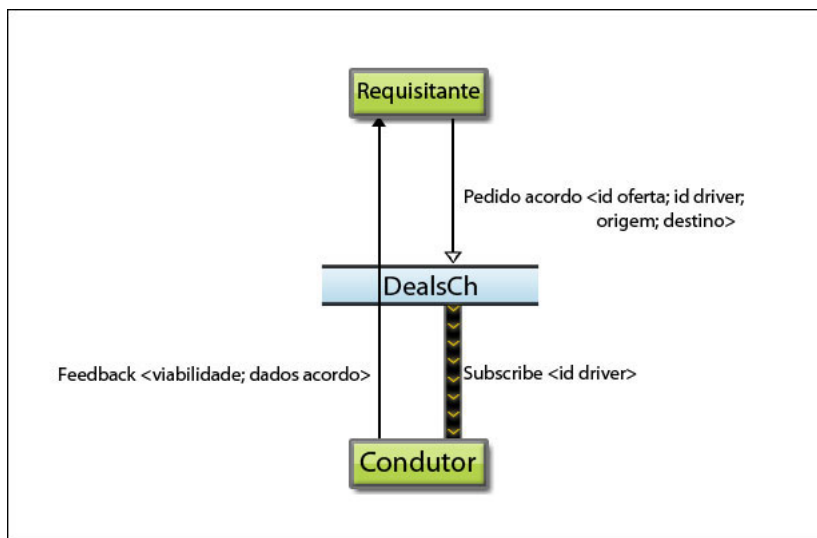 Requisitante
Pedido acordo <id oferta; id driver;
origem; destino>
DealsCh
Feedback <viabilidade; dados acordo>
Subscribe <id driver>
Condutor